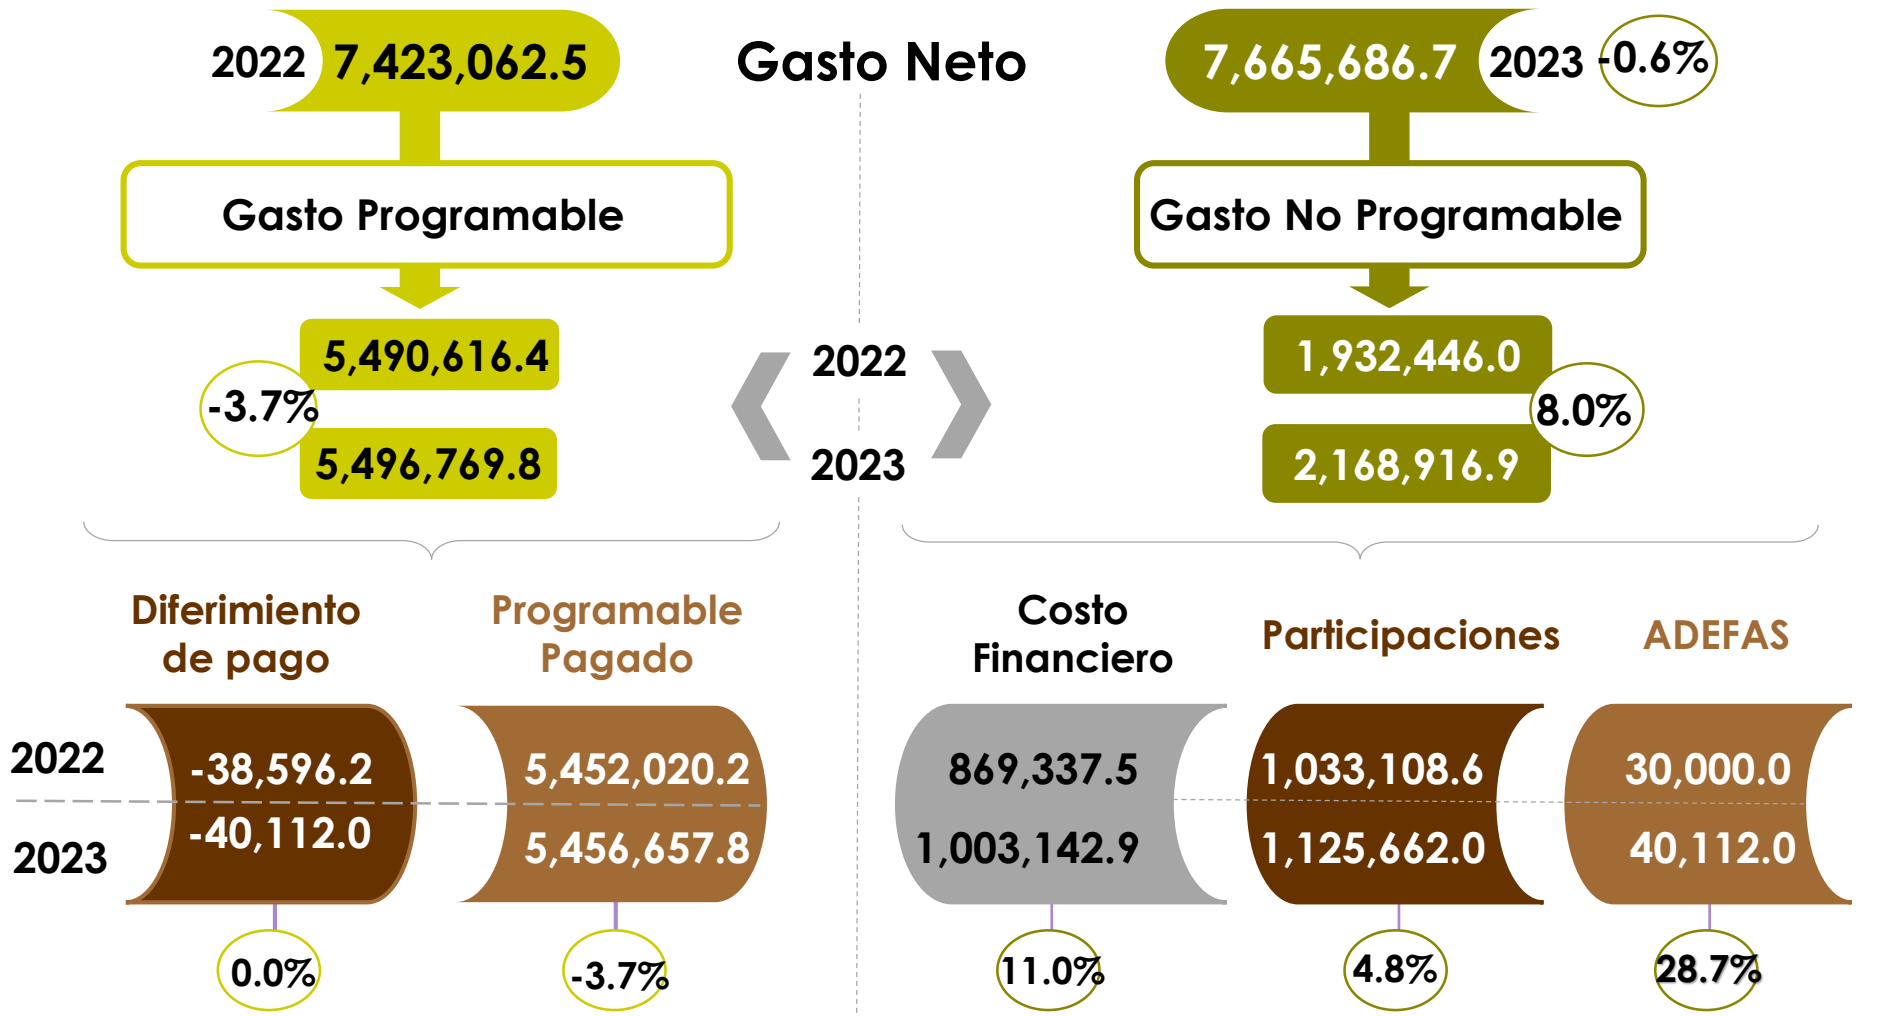 2022 7,423,062.5
Gasto Neto
7,665,686.7 2023 -0.6%
Gasto Programable
Gasto No Programable
5,490,616.4
2022
1,932,446.0
-3.7%
8.0%
5,496,769.8
2023
2,168,916.9
Diferimiento
de pago
Programable
Pagado
Costo
Financiero
Participaciones
ADEFAS
2022
-38,596.2
5,452,020.2
869,337.5
1,033,108.6
30,000.0
2023
-40,112.0
5,456,657.8
1,003,142.9
1,125,662.0
40,112.0
0.0%
-3.7%
11.0%
4.8%
28.7%